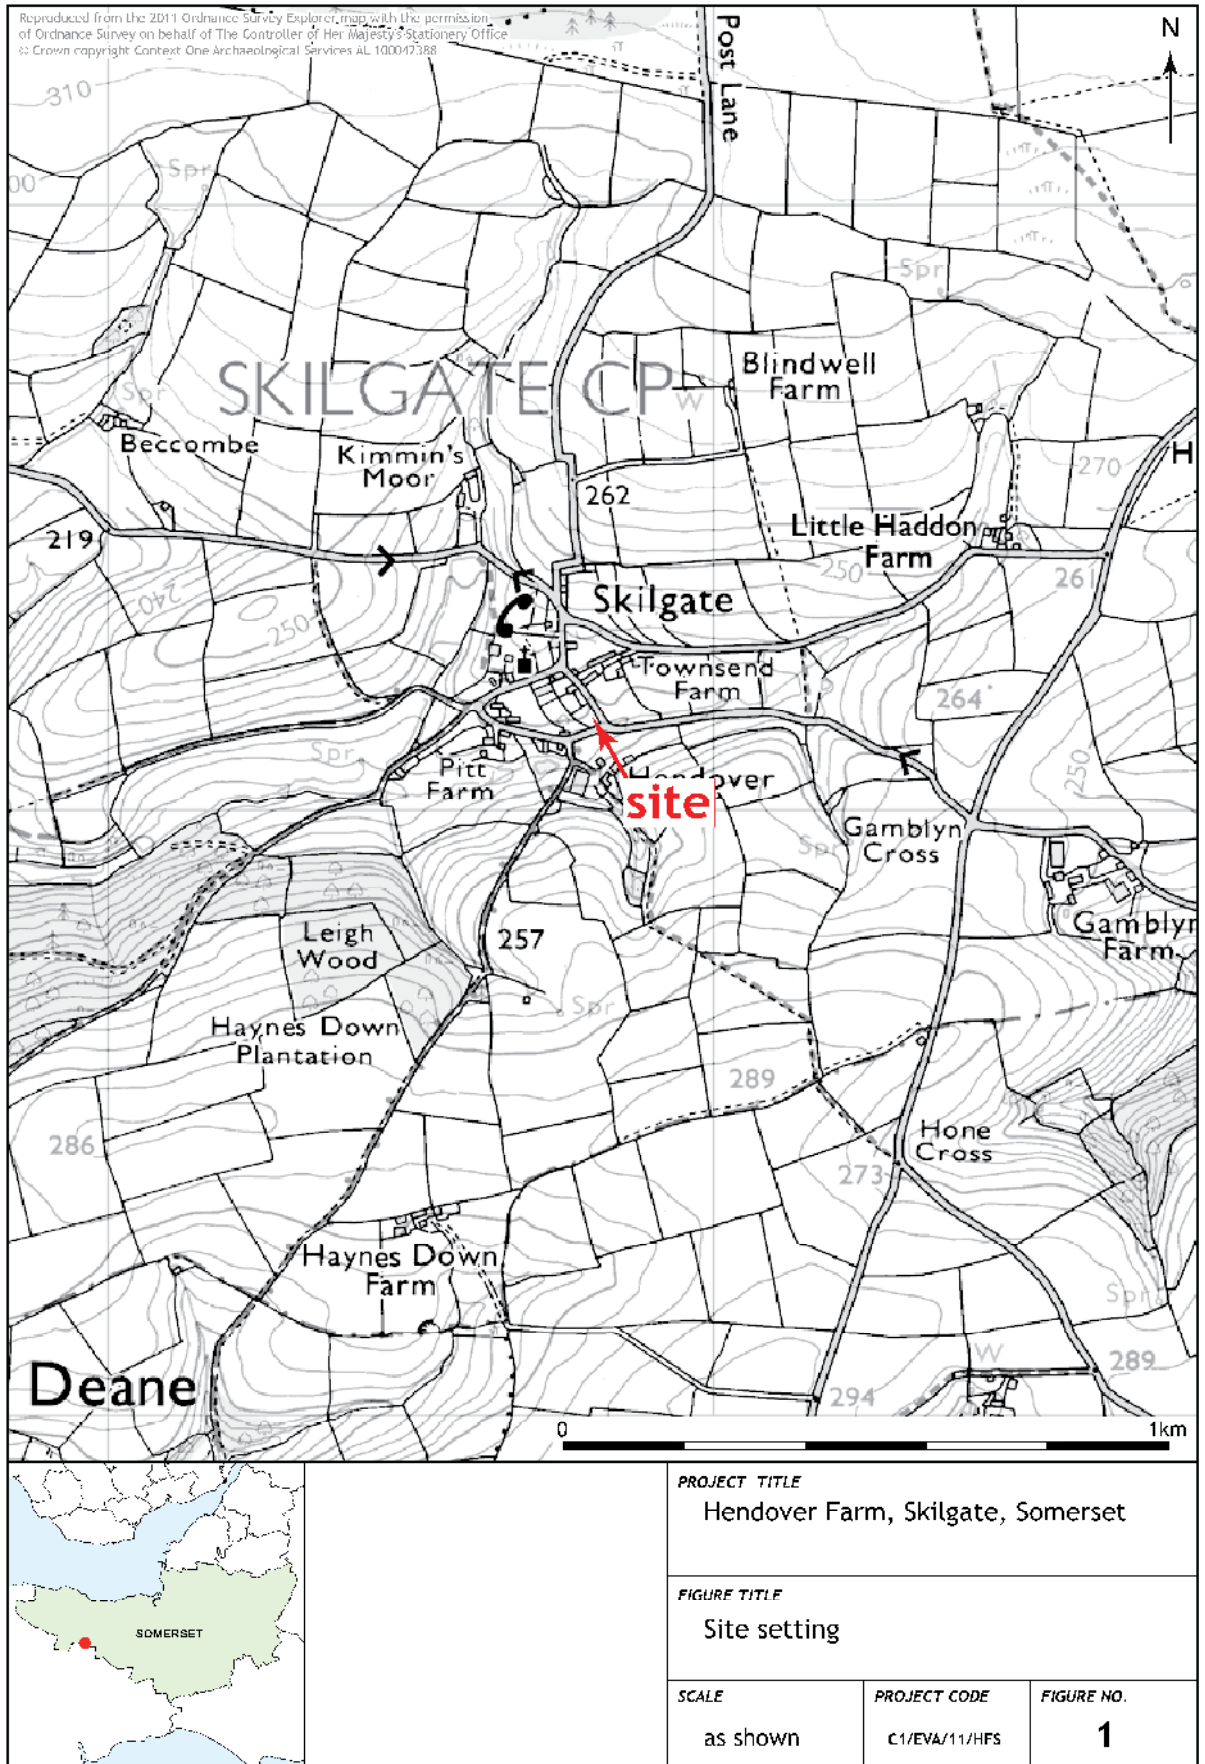 Reproduced from the 2011 Ordnance Survey Explorer map with the permission
of Ordnance Survey on behalf of The Controller of Her Majesty's Stationery Office
© Crown copyright Context One Archaeological Services AL 100047388
N
Post Lane
310
00
Spr
Spr
SKILGATE CP
W
Blindwell
Farm
Spr
Beccombe
Kimmin's
Moor
270
H
262
219
Little Haddon
Farm
250
261
240
250
Skilgate
Townsend
Farm
264
250
Spr
Pitt
Farm
Hendover
site
Gamblyn
Cross
Spr
Gamblyn
Farm
Leigh
Wood
257
Spr
Haynes Down
Plantation
289
286
Hone
Cross
273
Haynes Down
Farm
Spr
W
289
Deane
294
0
1km
SOMERSET
PROJECT TITLE
Hendover Farm, Skilgate, Somerset
FIGURE TITLE
Site setting
SCALE
as shown
PROJECT CODE
C1/EVA/11/HFS
FIGURE NO.
1